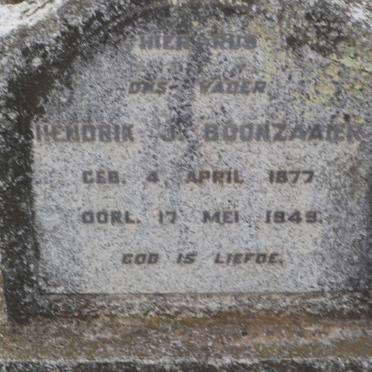 HIER RUS
ONS VADER
HENDRIK J. BOONZAAIER
GEB. 4 APRIL 1877
OORL. 17 MEI 1949
GOD IS LIEFDE.